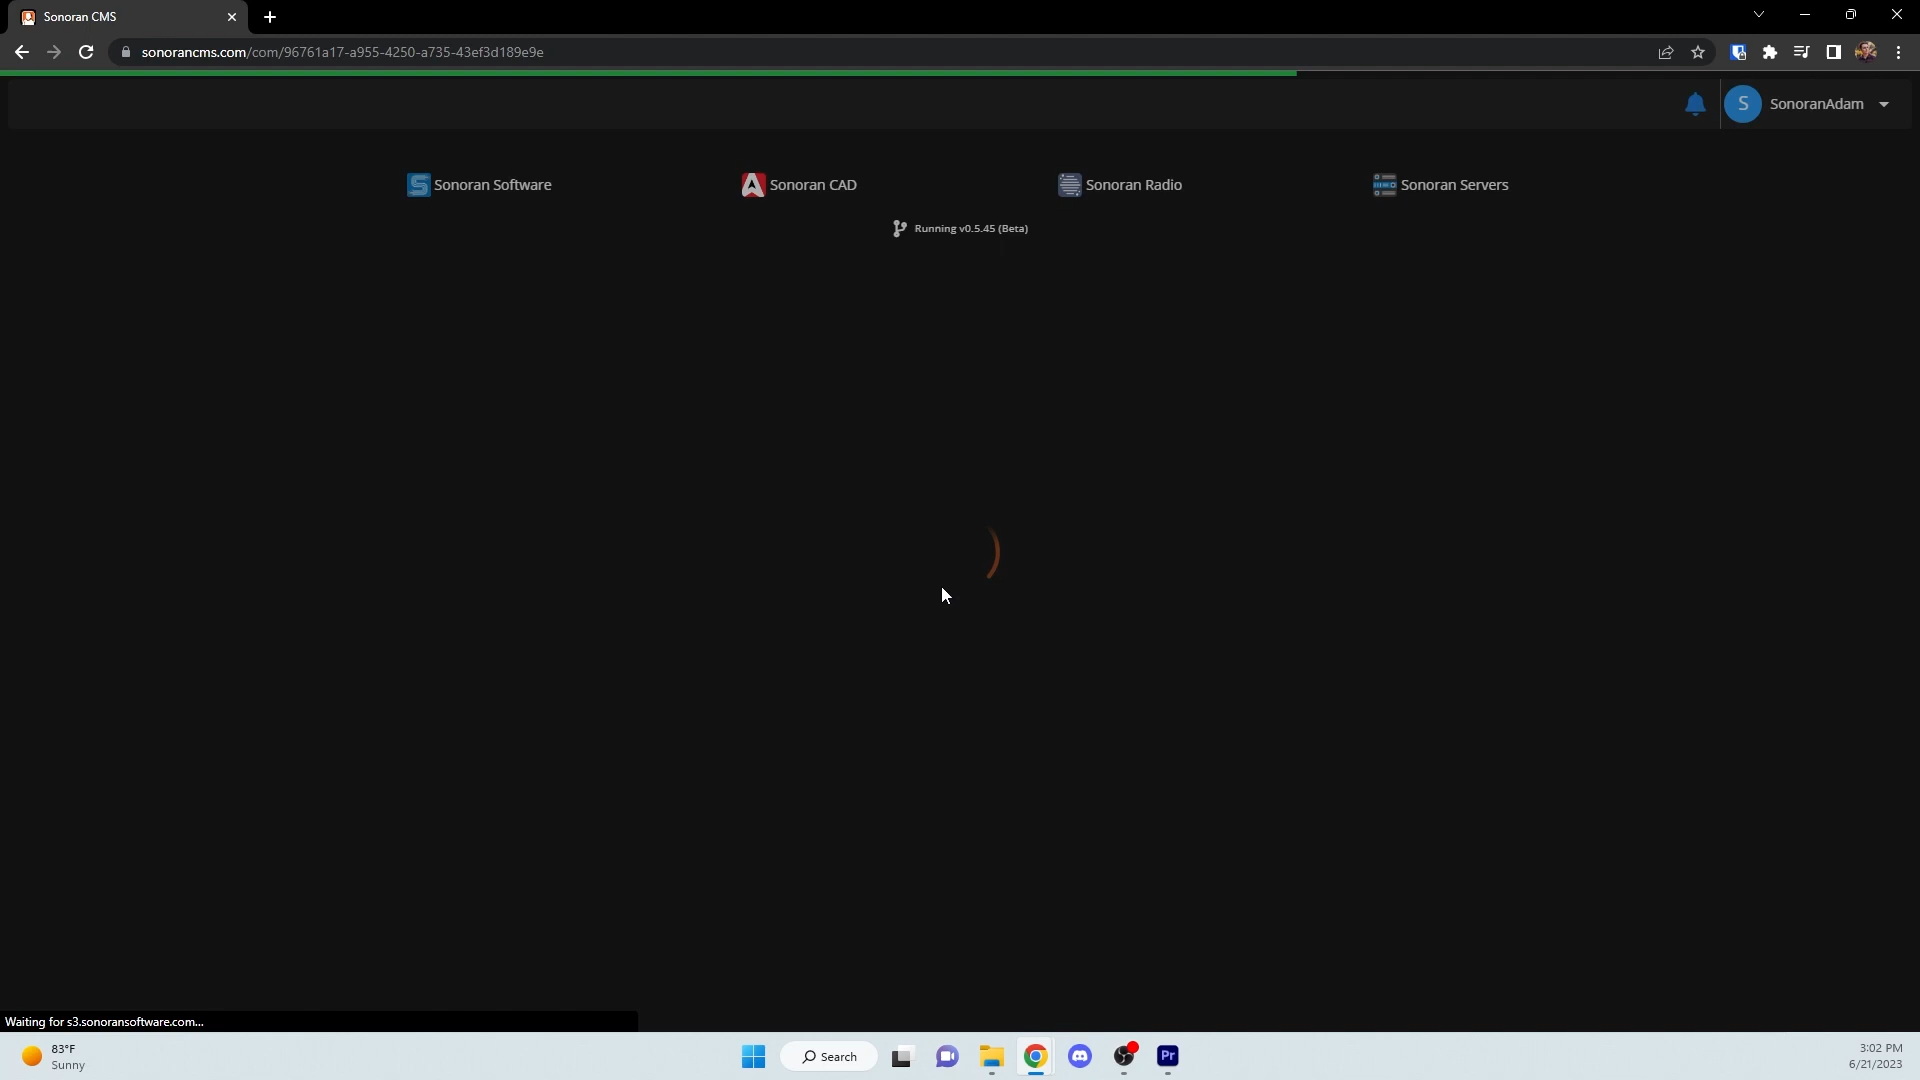 Sonoran CMS
sonorancms.com/com/96761a17-a955-4250-a735-43ef3d189e9e
S
SonoranAdam
Sonoran Software
Sonoran CAD
Sonoran Radio
Sonoran Servers
Running v0.5.45 (Beta)
Waiting for s3.sonoransoftware.com...
83°F
Sunny
Search
Pr
3:02 PM
6/21/2023